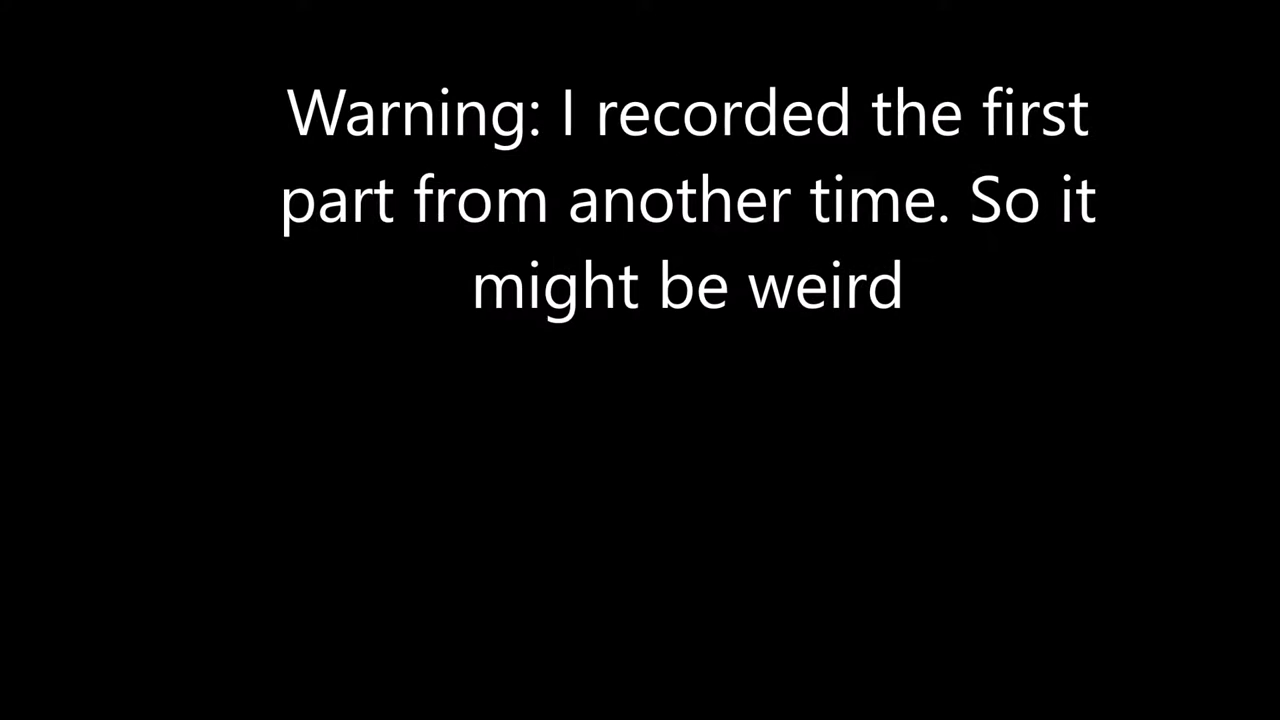 Warning: I recorded the first
part from another time. So it
might be weird